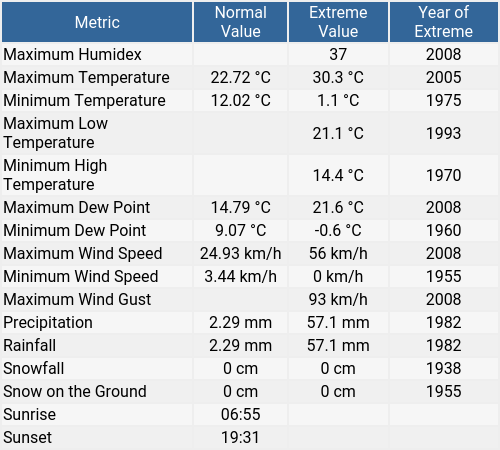 Metric Normal Value Extreme Value Year of Extreme
Maximum Humidex 37 2008
Maximum Temperature 22.72 °C 30.3 °C 2005
Minimum Temperature 12.02 °C 1.1 °C 1975
Maximum Low Temperature 21.1 °C 1993
Minimum High Temperature 14.4 °C 1970
Maximum Dew Point 14.79 °C 21.6 °C 2008
Minimum Dew Point 9.07 °C -0.6 °C 1960
Maximum Wind Speed 24.93 km/h 56 km/h 2008
Minimum Wind Speed 3.44 km/h 0 km/h 1955
Maximum Wind Gust 93 km/h 2008
Precipitation 2.29 mm 57.1 mm 1982
Rainfall 2.29 mm 57.1 mm 1982
Snowfall 0 cm 0 cm 1938
Snow on the Ground 0 cm 0 cm 1955
Sunrise 06:55
Sunset 19:31